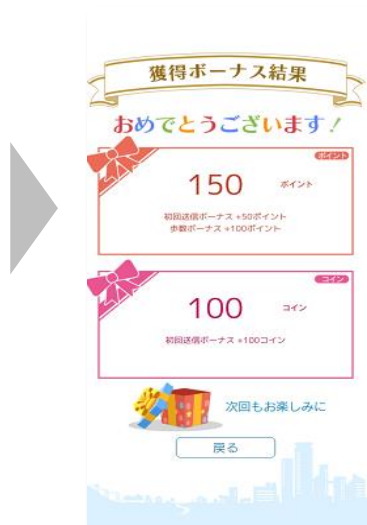 獲得ボーナス結果
おめでとうございます！
ポイント
150 ポイント
初回送信ボーナス +50ポイント
歩数ボーナス +100ポイント
コイン
100 コイン
初回送信ボーナス +100コイン
次回もお楽しみに
戻る